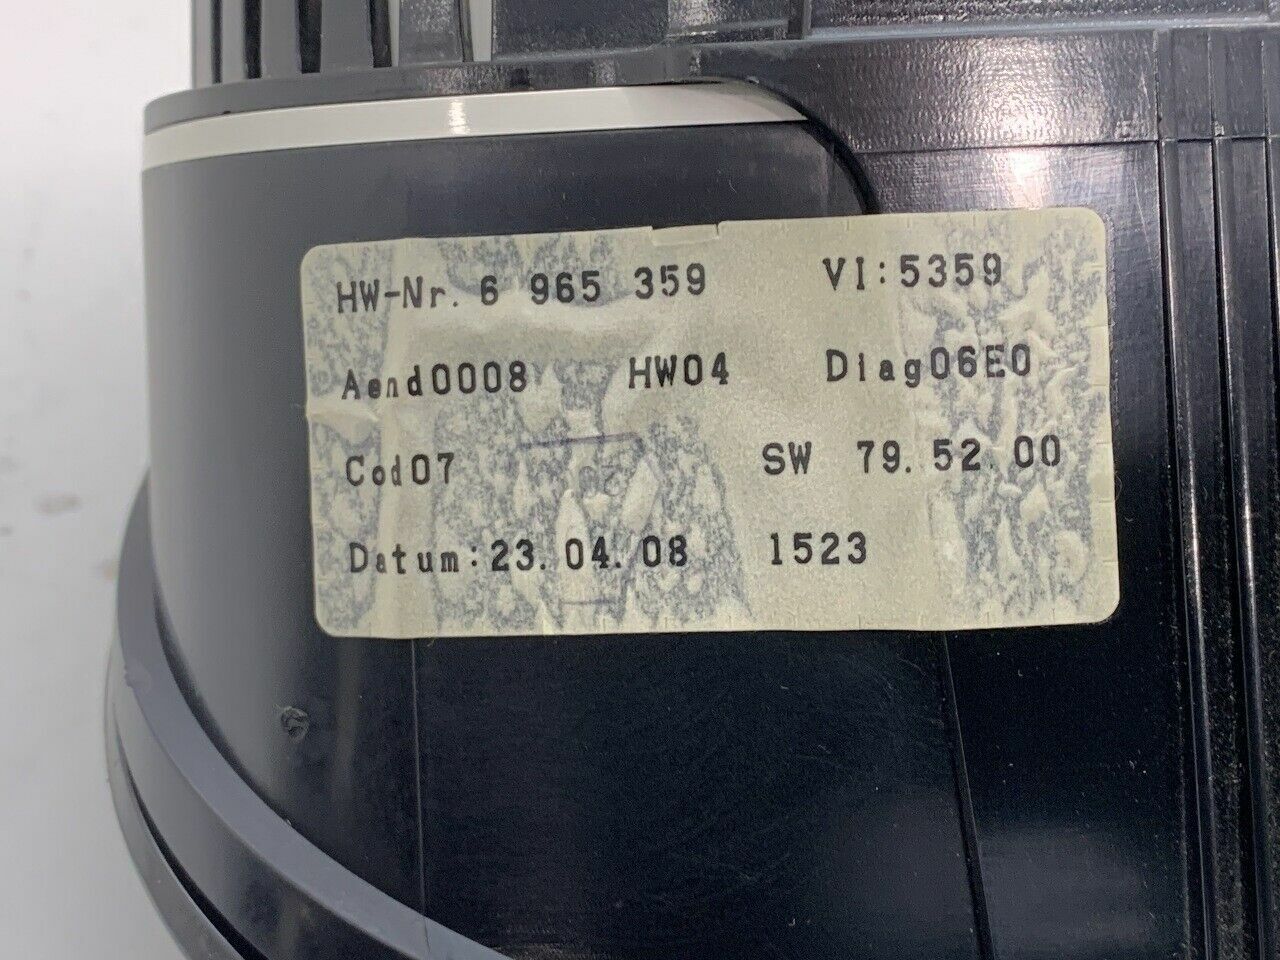 HW-Nr. 6 965 359 VI:5359
Aend0008 HW04 Diag06E0
Cod07 SW 79.52.00
Datum:23.04.08 1523